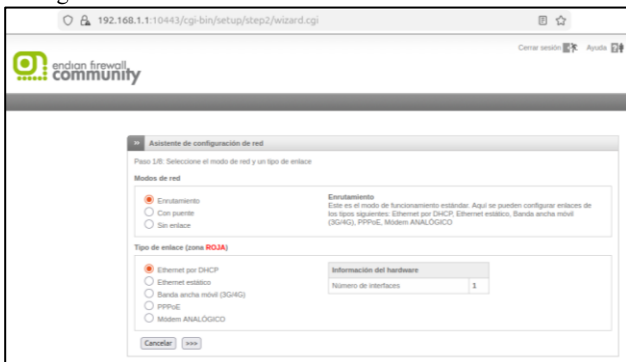 192.168.1.1:10443/cgi-bin/setup/step2/wizard.cgi
Cerrar sesión Ayuda
endian firewall
community
>> Asistente de configuración de red
Paso 1/8: Seleccione el modo de red y un tipo de enlace
Modos de red
Enrutamiento
Con puente
Sin enlace
Enrutamiento
Este es el modo de funcionamiento estándar. Aquí se pueden configurar enlaces de
los tipos siguientes: Ethernet por DHCP, Ethernet estático, Banda ancha móvil
(3G/4G), PPPoE, Módem ANALÓGICO
Tipo de enlace (zona ROJA)
Ethernet por DHCP
Ethernet estático
Banda ancha móvil (3G/4G)
PPPoE
Módem ANALÓGICO
Información del hardware
Número de interfaces 1
Cancelar >>>